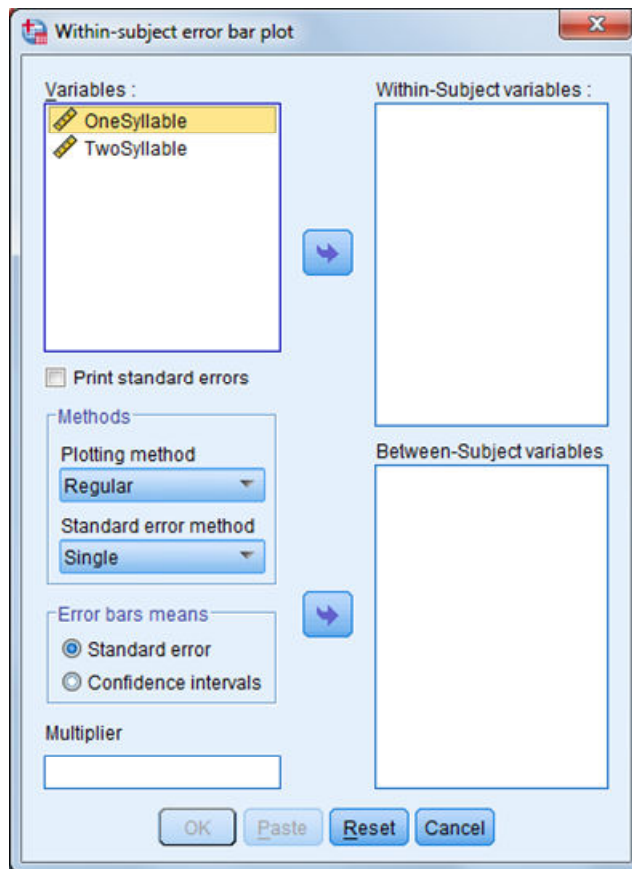 Within-subject error bar plot
Variables :
OneSyllable
TwoSyllable
Within-Subject variables :
Print standard errors
Methods
Plotting method
Regular
Standard error method
Single
Between-Subject variables
Error bars means
Standard error
Confidence intervals
Multiplier
OK
Paste
Reset
Cancel